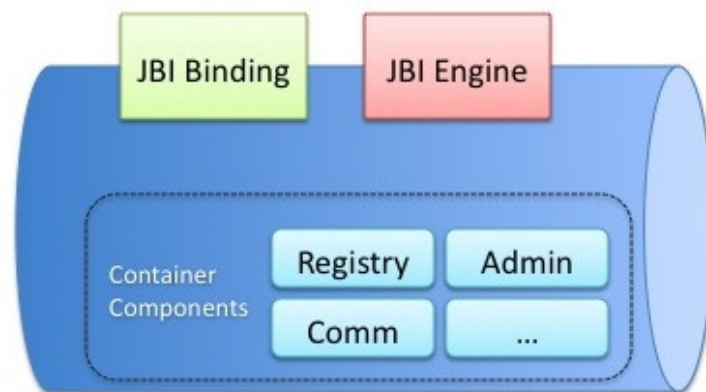 JBI Binding
JBI Engine
Container
Components
Registry
Admin
Comm
...